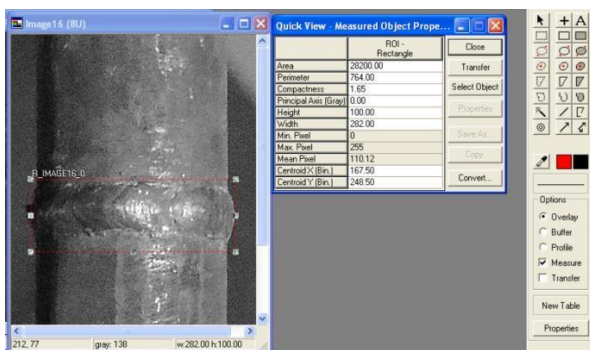 Image16 (8U)
R_IMAGE16_0
212, 77 gray: 138 w:282.00 h:100.00
Quick View - Measured Object Prope...
ROI -
Rectangle
Area 28200.00
Perimeter 764.00
Compactness 1.65
Principal Axis (Gray) 0.00
Height 100.00
Width 282.00
Min. Pixel 0
Max. Pixel 255
Mean Pixel 110.12
Centroid X (Bin.) 167.50
Centroid Y (Bin.) 248.50
Close
Transfer
Select Object
Properties
Save As...
Copy
Convert...
A
Options
Overlay
Buffer
Profile
Measure
Transfer
New Table
Properties